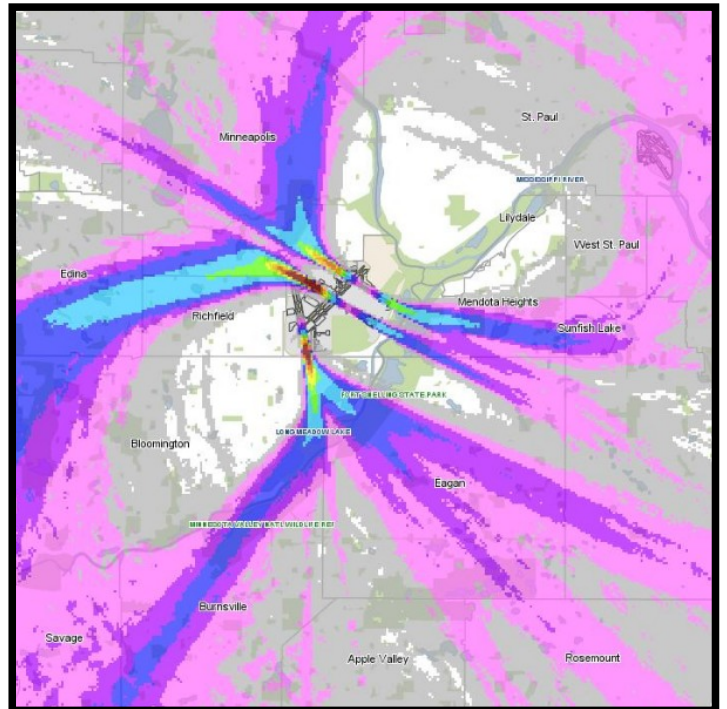 St. Paul
Minneapolis
MISSISSIPPI RIVER
Lilydale
West St. Paul
Edina
Mendota Heights
Richfield
Sunfish Lake
FORT SNELLING STATE PARK
LONG MEADOW LAKE
Bloomington
Eagan
MINNESOTA VALLEY NATL WILDLIFE REF
Burnsville
Savage
Apple Valley
Rosemount